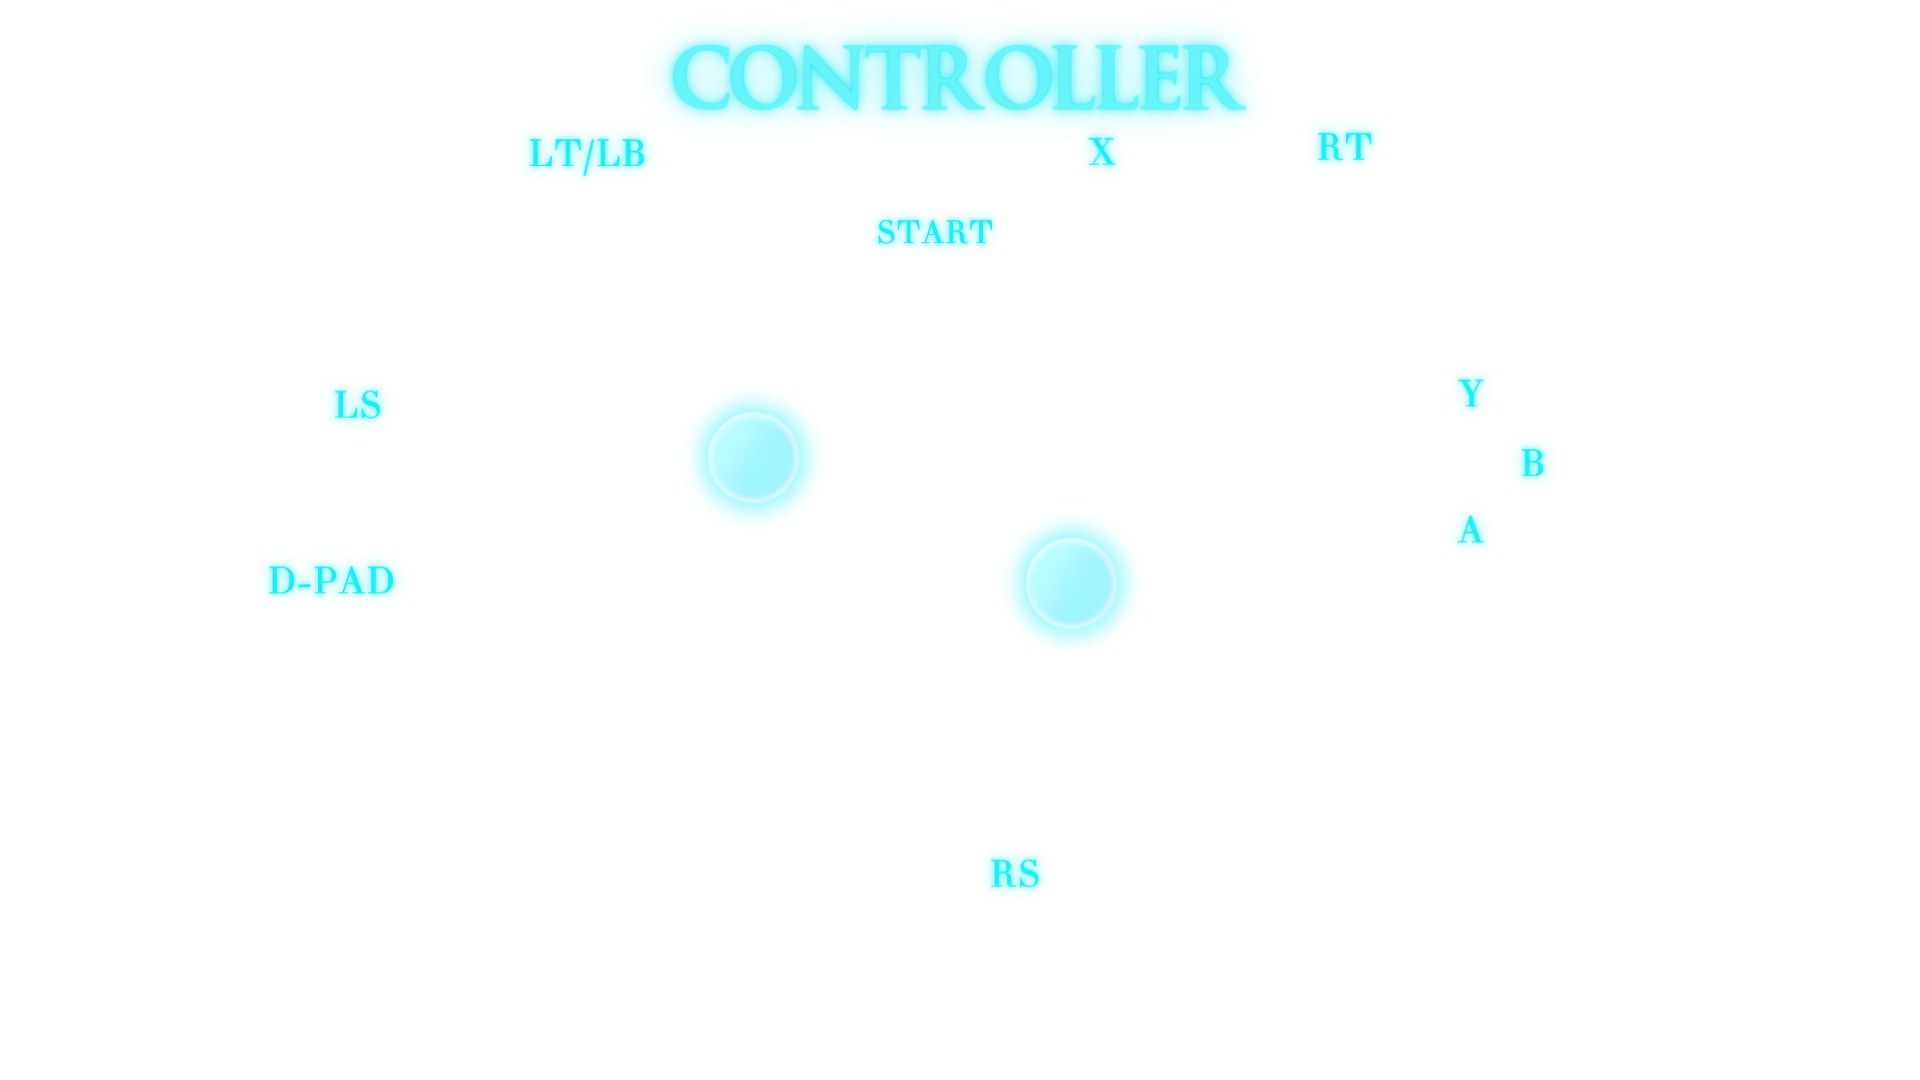 CONTROLLER
LT/LB
X
RT
START
LS
Y
B
A
D-PAD
RS